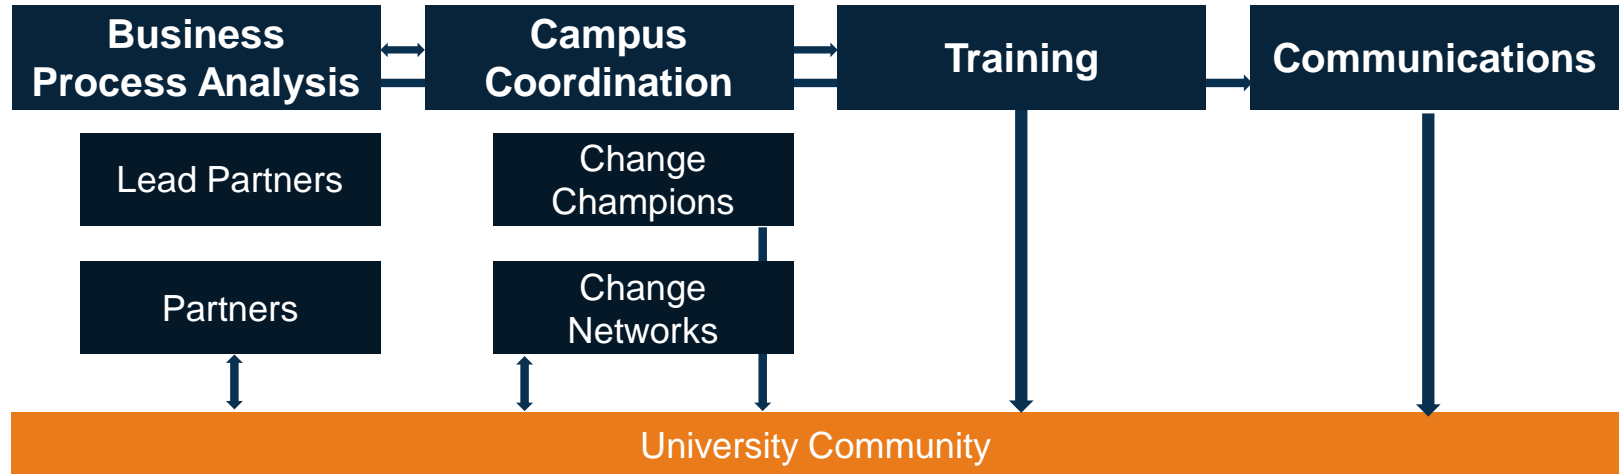 Business
Process Analysis
Campus
Coordination
Training
Communications
Lead Partners
Change
Champions
Partners
Change
Networks
University Community